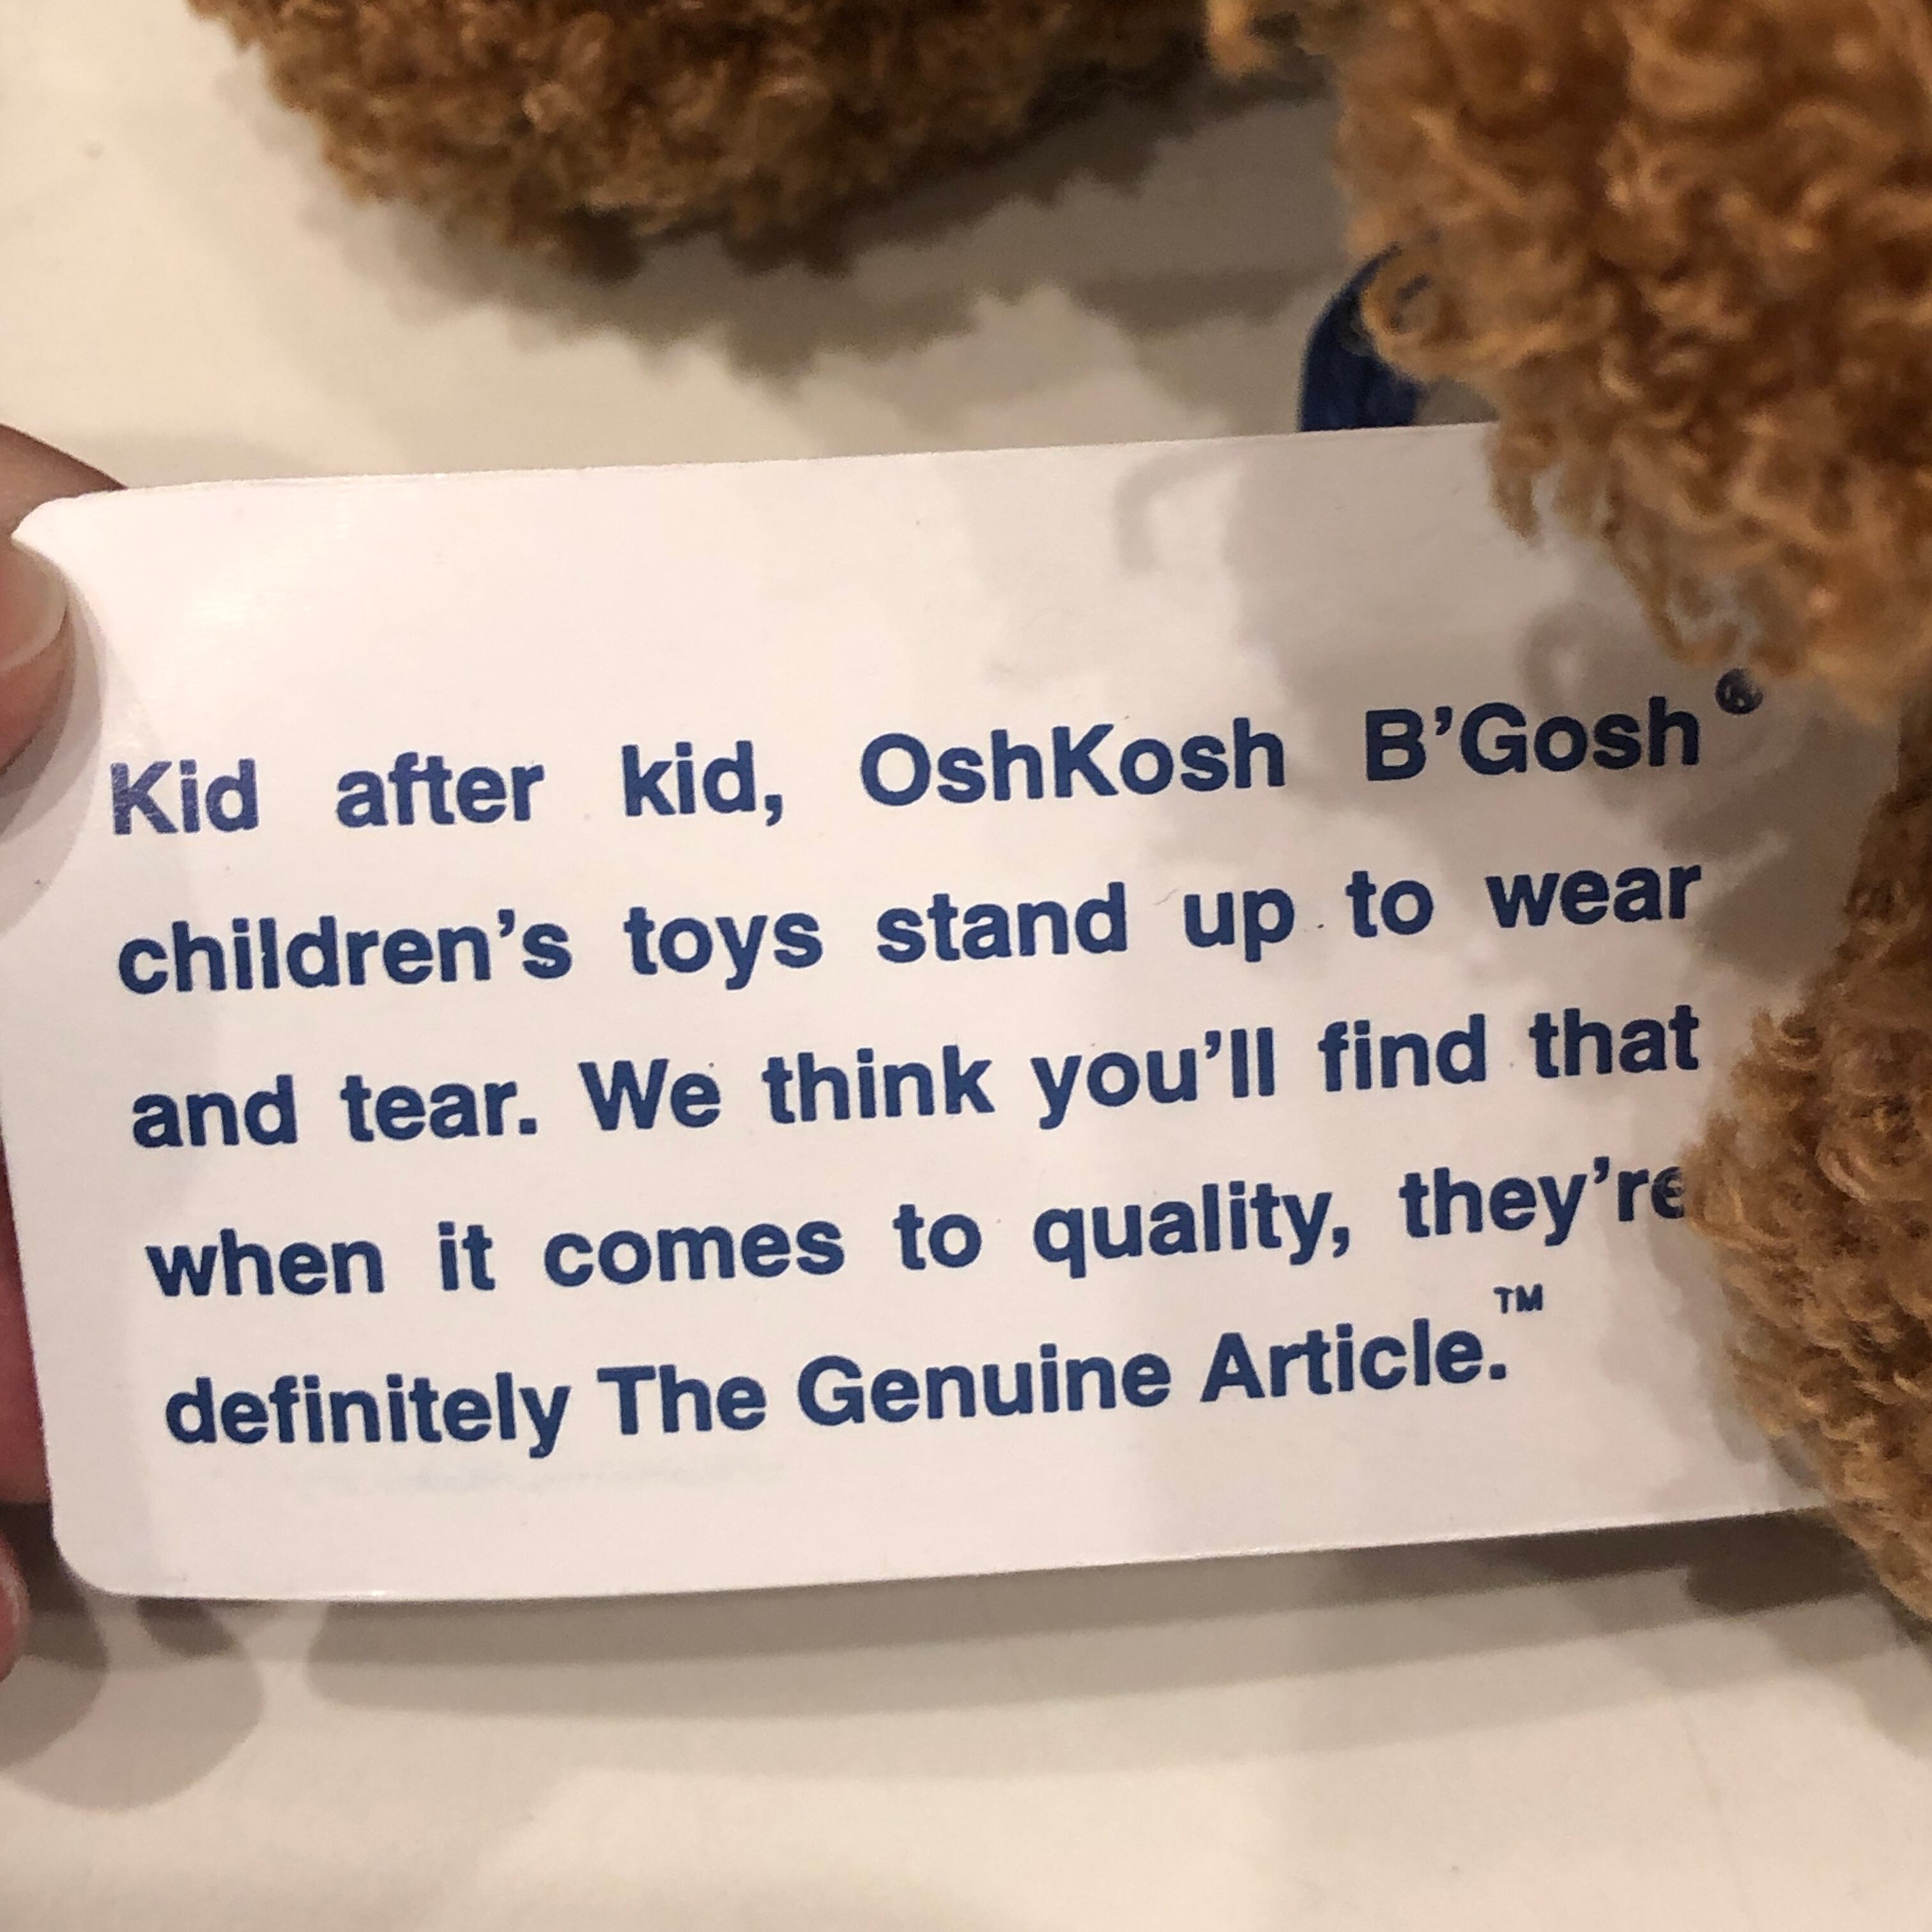 Kid after kid, OshKosh B'Gosh®
children's toys stand up to wear
and tear. We think you'll find that
when it comes to quality, they're
definitely The Genuine Article.™